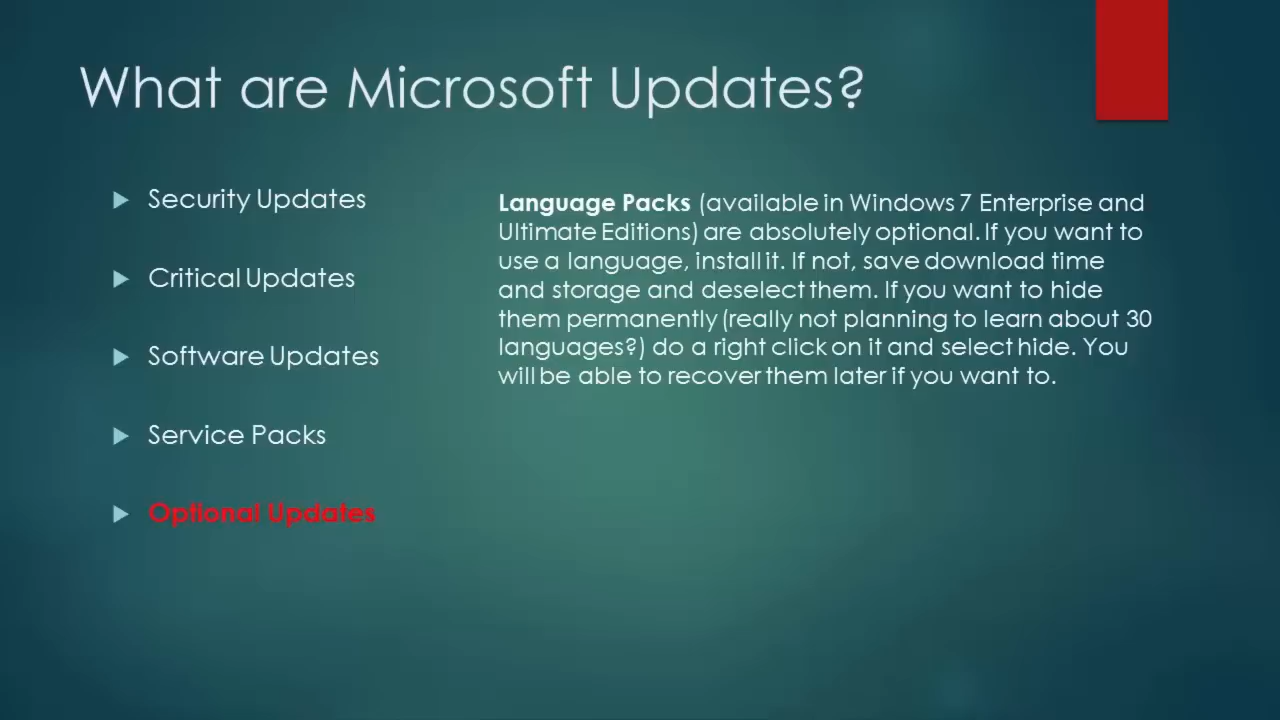 What are Microsoft Updates?
Security Updates
Critical Updates
Software Updates
Service Packs
Optional Updates
Language Packs (available in Windows 7 Enterprise and
Ultimate Editions) are absolutely optional. If you want to
use a language, install it. If not, save download time
and storage and deselect them. If you want to hide
them permanently (really not planning to learn about 30
languages?) do a right click on it and select hide. You
will be able to recover them later if you want to.